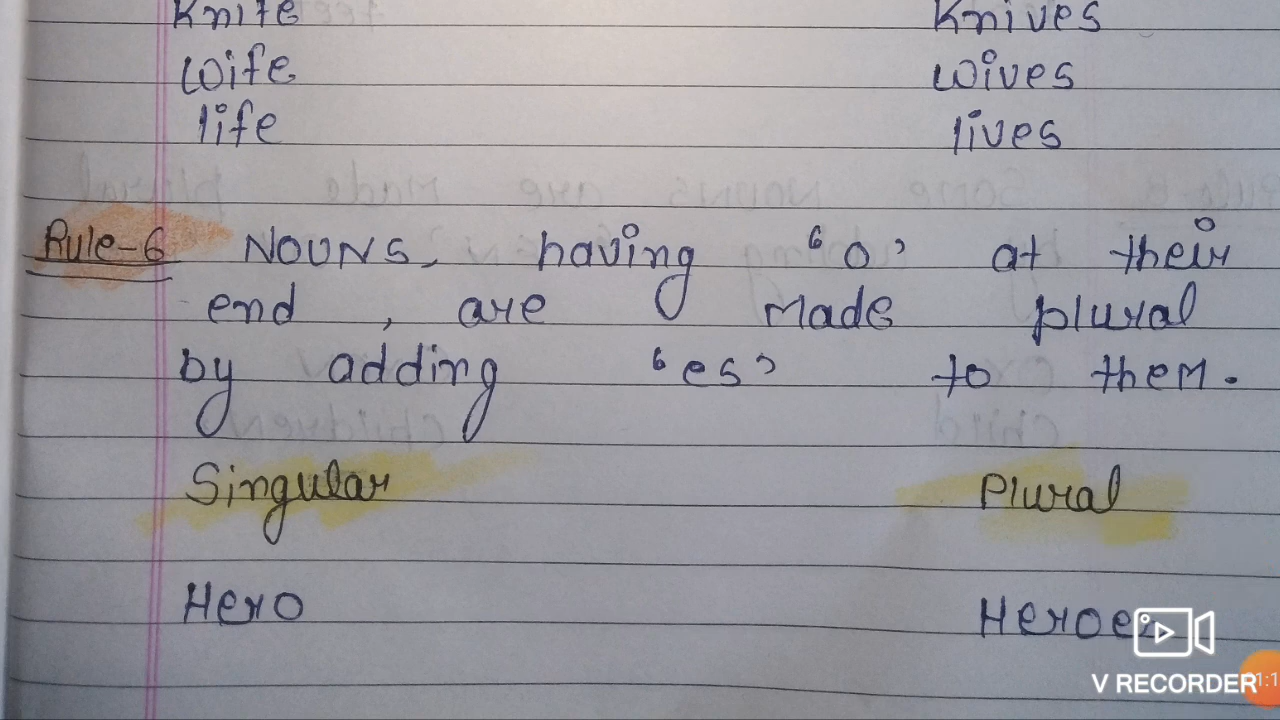 Knife Knives
Wife Wives
life lives
Rule-6 Nouns, having 'o' at their
end, are made plural
by adding 'es' to them.
Singular Plural
Hero Heroe
V RECORDER